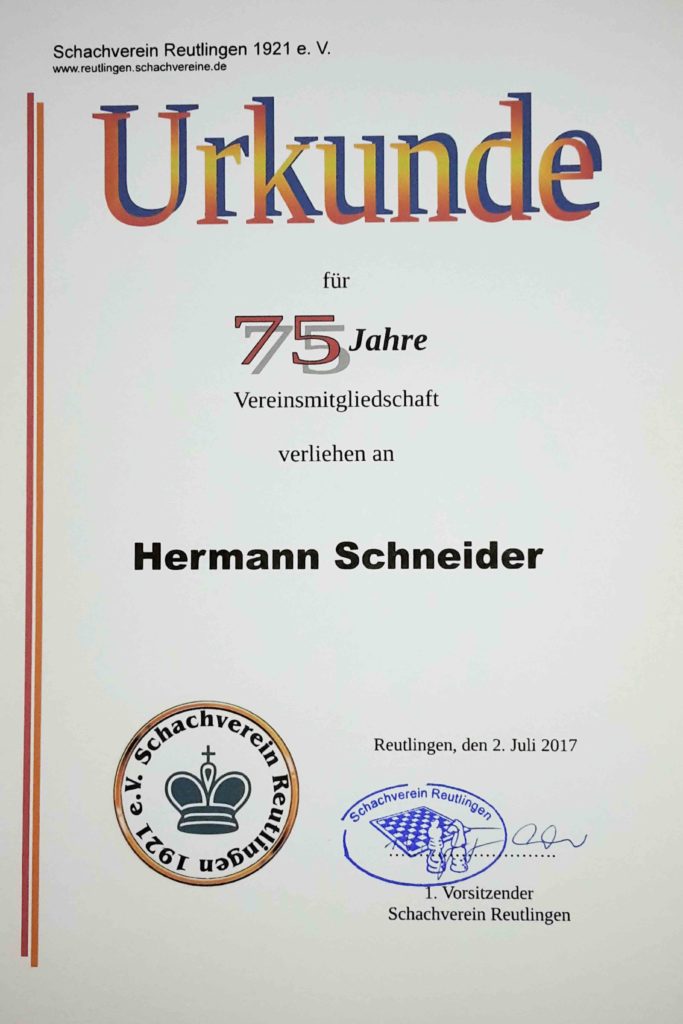 Schachverein Reutlingen 1921 e. V.
www.reutlingen.schachvereine.de
Urkunde
für
75 Jahre
Vereinsmitgliedschaft
verliehen an
Hermann Schneider
Schachverein Reutlingen 1921 e.V.
Reutlingen, den 2. Juli 2017
Schachverein Reutlingen
1. Vorsitzender
Schachverein Reutlingen